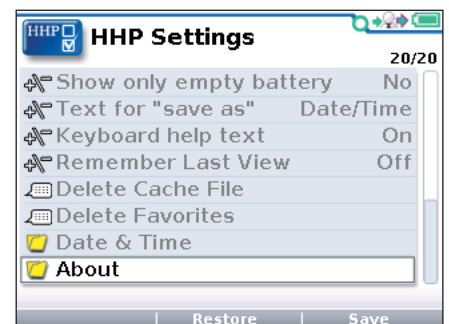 HHP HHP Settings
20/20
Show only empty battery No
Text for "save as" Date/Time
Keyboard help text On
Remember Last View Off
Delete Cache File
Delete Favorites
Date & Time
About
Restore | Save